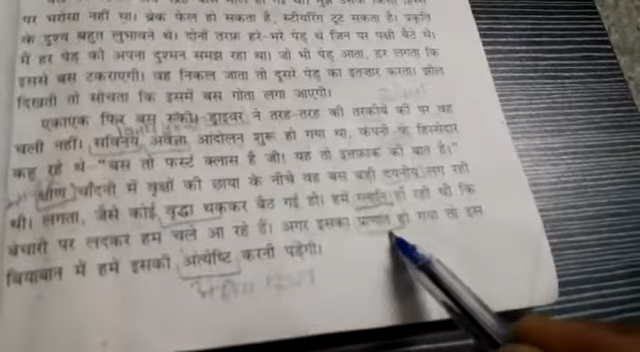 पर भरोसा नहीं था। ब्रेक फेल हो सकता है, स्टीयरिंग टूट सकता है। प्रकृति
के दृश्य बहुत लुभावने थे। दोनों तरफ़ हरे-भरे पेड़ थे जिन पर पक्षी बैठे थे।
मैं हर पेड़ को अपना दुश्मन समझ रहा था। जो भी पेड़ आता, डर लगता कि
इससे बस टकराएगी। वह निकल जाता तो दूसरे पेड़ का इंतज़ार करता। झील
दिखती तो सोचता कि इसमें बस गोता लगा जाएगी।
एकाएक फिर बस रुकी। ड्राइवर ने तरह-तरह की तरकीबें कीं पर वह
चली नहीं। सविनय अवज्ञा आंदोलन शुरू हो गया था, कंपनी के हिस्सेदार
कह रहे थे-"बस तो फर्स्ट क्लास है जी। यह तो इत्तफ़ाक की बात है।"
क्षीण चाँदनी में वृक्षों की छाया के नीचे वह बस बड़ी दयनीय लग रही
थी। लगता, जैसे कोई वृद्धा थककर बैठ गई हो। हमें ग्लानि हो रही थी कि
बेचारी पर लदकर हम चले आ रहे हैं। अगर इसका प्राणांत हो गया तो इस
बियाबान में हमें इसकी अंत्येष्टि करनी पड़ेगी।